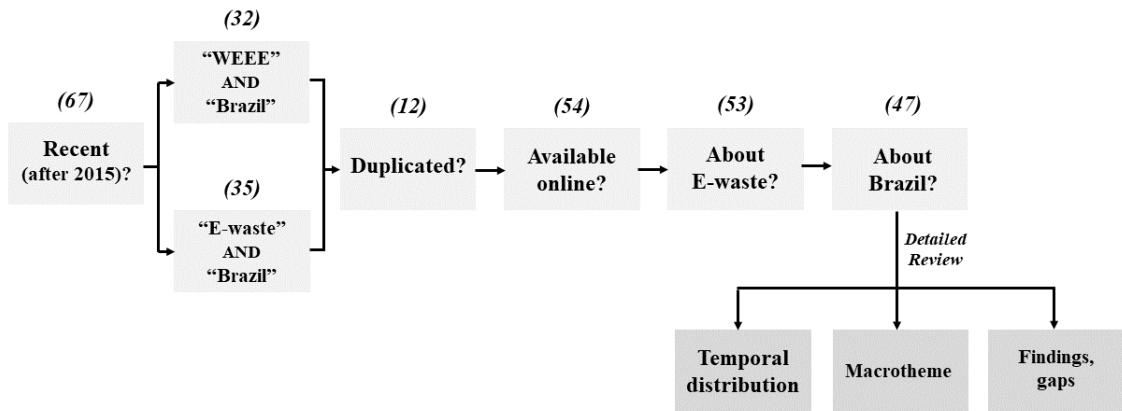 (67)
Recent
(after 2015)?
(32)
“WEEE”
AND
“Brazil”
(35)
“E-waste”
AND
“Brazil”
(12)
Duplicated?
(54)
Available
online?
(53)
About
E-waste?
(47)
About
Brazil?
Detailed
Review
Temporal
distribution
Macrotheme
Findings,
gaps